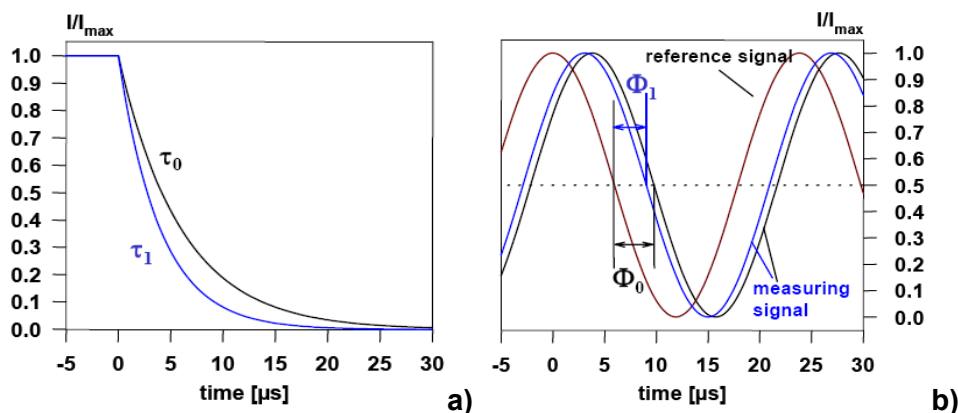 I/Imax
1.0
0.9
0.8
0.7
0.6
0.5
0.4
0.3
0.2
0.1
0.0
τ0
τ1
-5 0 5 10 15 20 25 30
time [µs]
a)
I/Imax
reference signal
Φ1
Φ0
measuring
signal
1.0
0.9
0.8
0.7
0.6
0.5
0.4
0.3
0.2
0.1
0.0
-5 0 5 10 15 20 25 30
time [µs]
b)